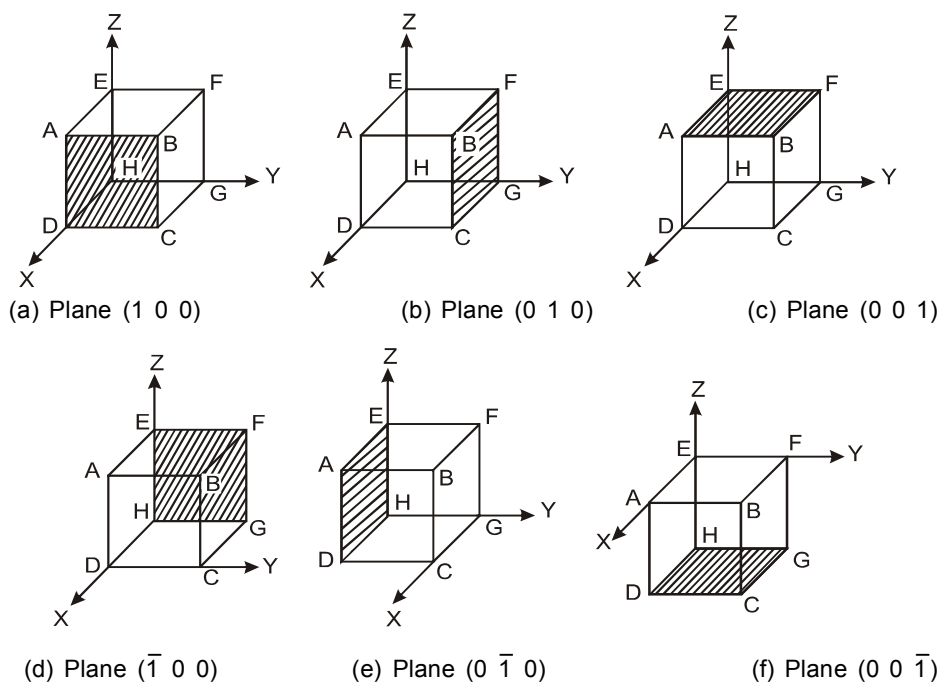 Z Z Z
E F E F E F
A B A B A B
H Y H Y H Y
G G G
D C D C D C
X X X
(a) Plane (1 0 0) (b) Plane (0 1 0) (c) Plane (0 0 1)
Z Z Z
E F E F E F Y
A B A B A B
H H H
G G Y G
D C Y D C D C
X X X
(d) Plane (1̅ 0 0) (e) Plane (0 1̅ 0) (f) Plane (0 0 1̅)